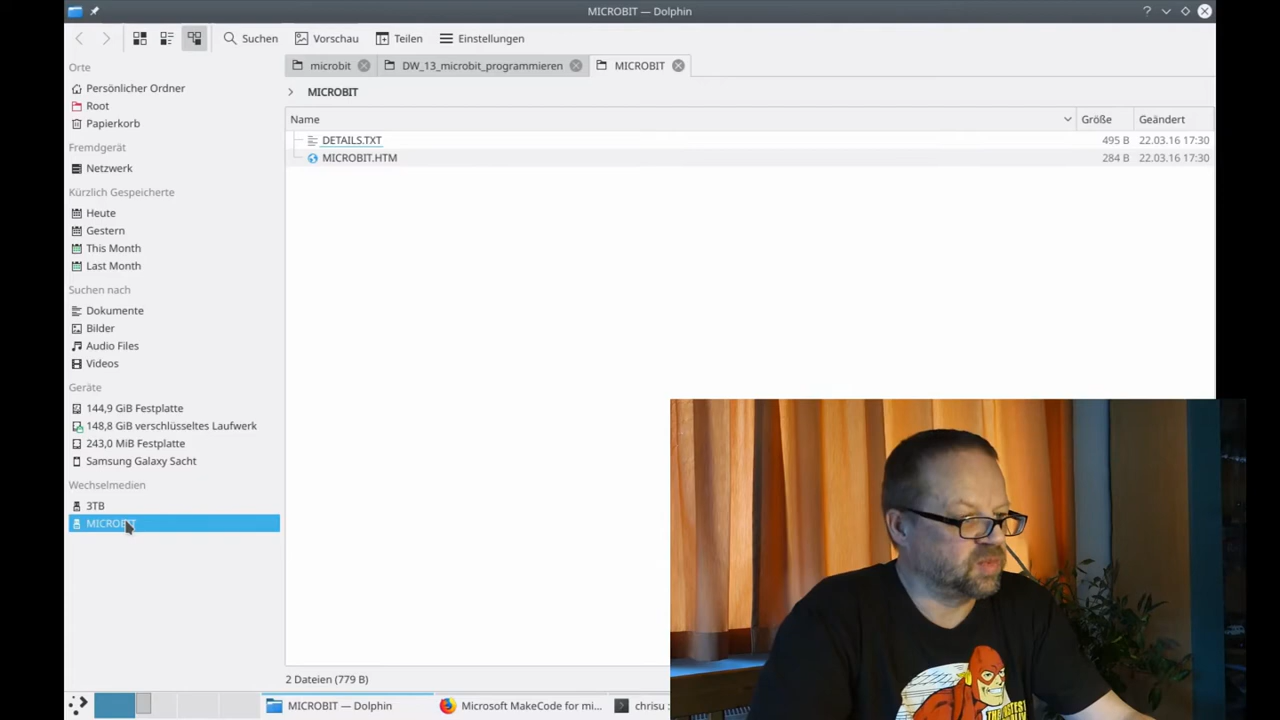 MICROBIT — Dolphin
?
Suchen
Vorschau
Teilen
Einstellungen
Orte
microbit
DW_13_microbit_programmieren
MICROBIT
Persönlicher Ordner
MICROBIT
Root
Name
Größe
Geändert
Papierkorb
DETAILS.TXT
495 B
22.03.16 17:30
Fremdgerät
MICROBIT.HTM
284 B
22.03.16 17:30
Netzwerk
Kürzlich Gespeicherte
Heute
Gestern
This Month
Last Month
Suchen nach
Dokumente
Bilder
Audio Files
Videos
Geräte
144,9 GiB Festplatte
148,8 GiB verschlüsseltes Laufwerk
243,0 MiB Festplatte
Samsung Galaxy Sacht
Wechselmedien
3TB
MICROBIT
2 Dateien (779 B)
MICROBIT — Dolphin
Microsoft MakeCode for mi...
chrisu :